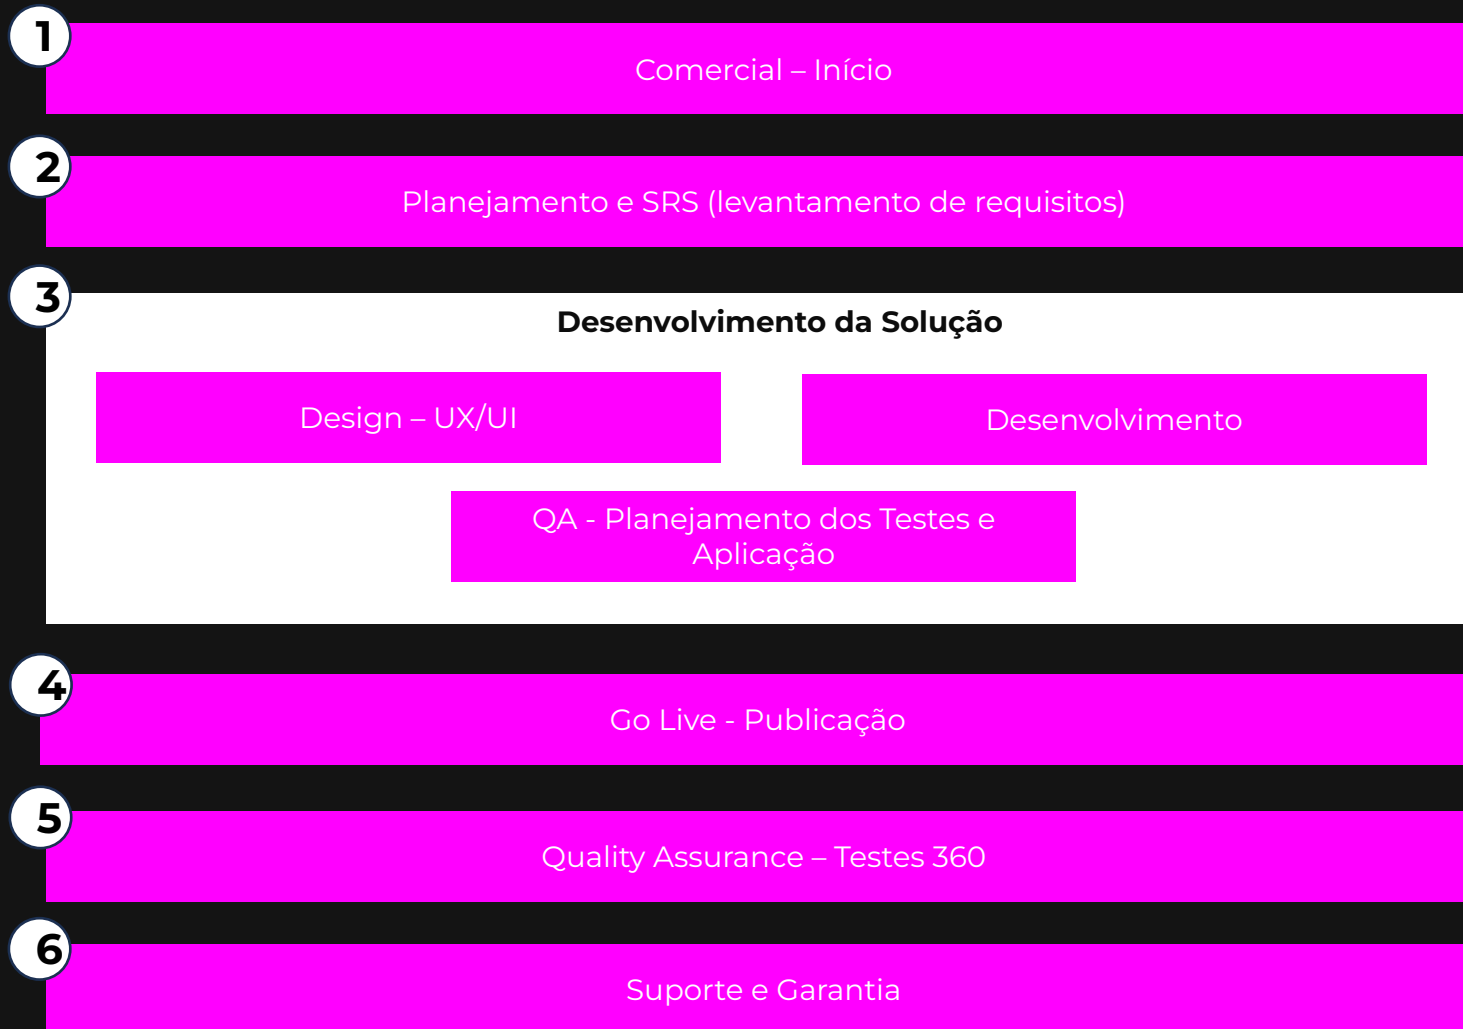 1
Comercial – Início
2
Planejamento e SRS (levantamento de requisitos)
3
Desenvolvimento da Solução
Design – UX/UI
Desenvolvimento
QA - Planejamento dos Testes e
Aplicação
4
Go Live - Publicação
5
Quality Assurance – Testes 360
6
Suporte e Garantia